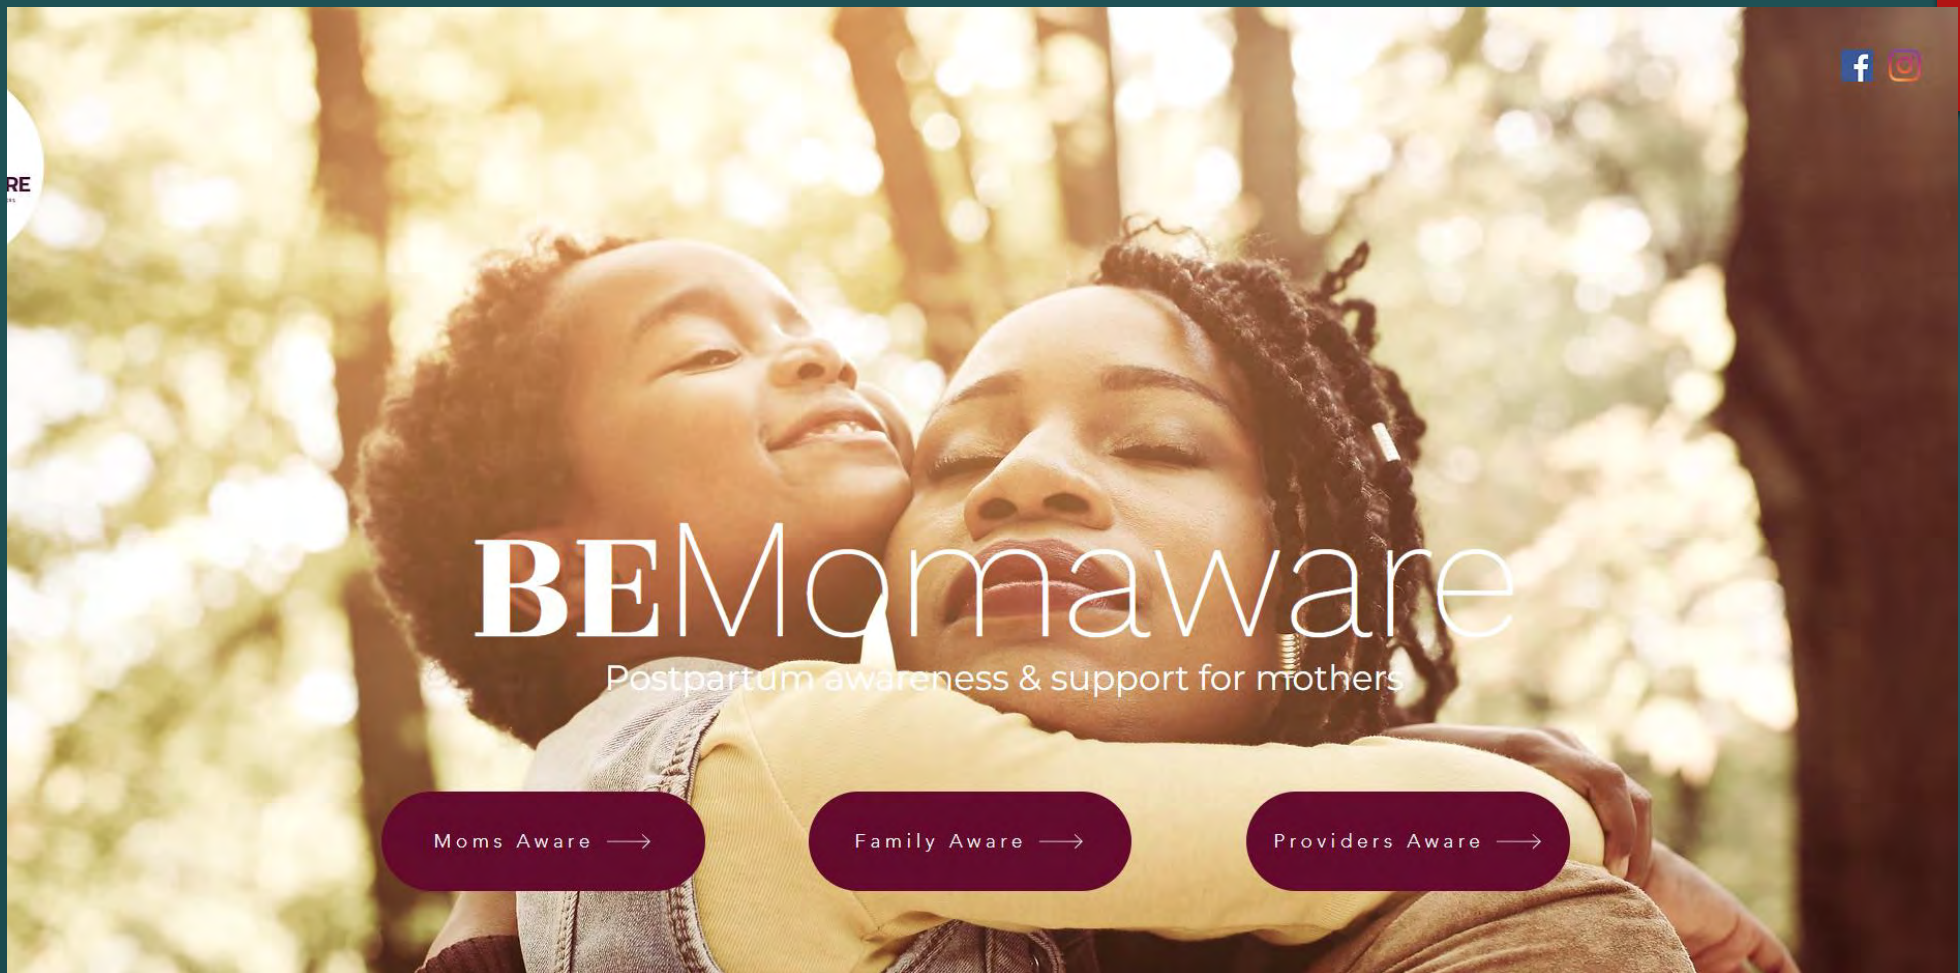 RE
BEMomaware
Postpartum awareness & support for mothers
Moms Aware
Family Aware
Providers Aware